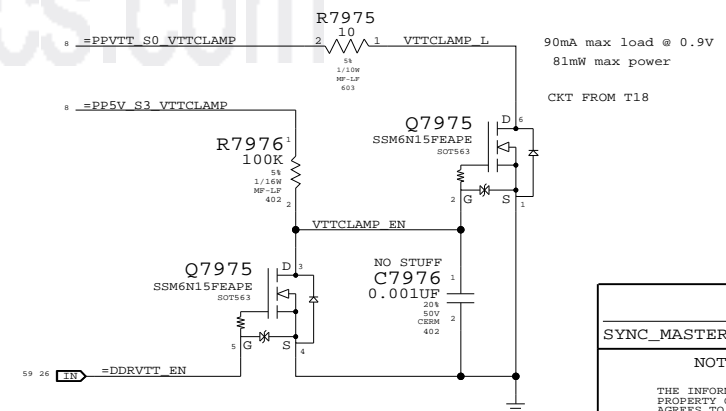 cs.com
R7975
10
8 =PPVTT_S0_VTTCLAMP 2 1 VTTCLAMP_L
5%
1/10W
MF-LF
603
90mA max load @ 0.9V
81mW max power
CKT FROM T18
8 =PP5V_S3_VTTCLAMP
Q7975
SSM6N15FEAPE
SOT563
D 6
2 G S 1
R7976 1
100K
5%
1/16W
MF-LF
402
2
VTTCLAMP_EN
Q7975
SSM6N15FEAPE
SOT563
D 3
5 G S 4
NO STUFF
C7976 1
0.001UF
20%
50V
CERM
402
2
59 26 IN =DDRVTT_EN
SYNC_MASTER
NOT
THE INFORM
PROPERTY O
AGREES TO